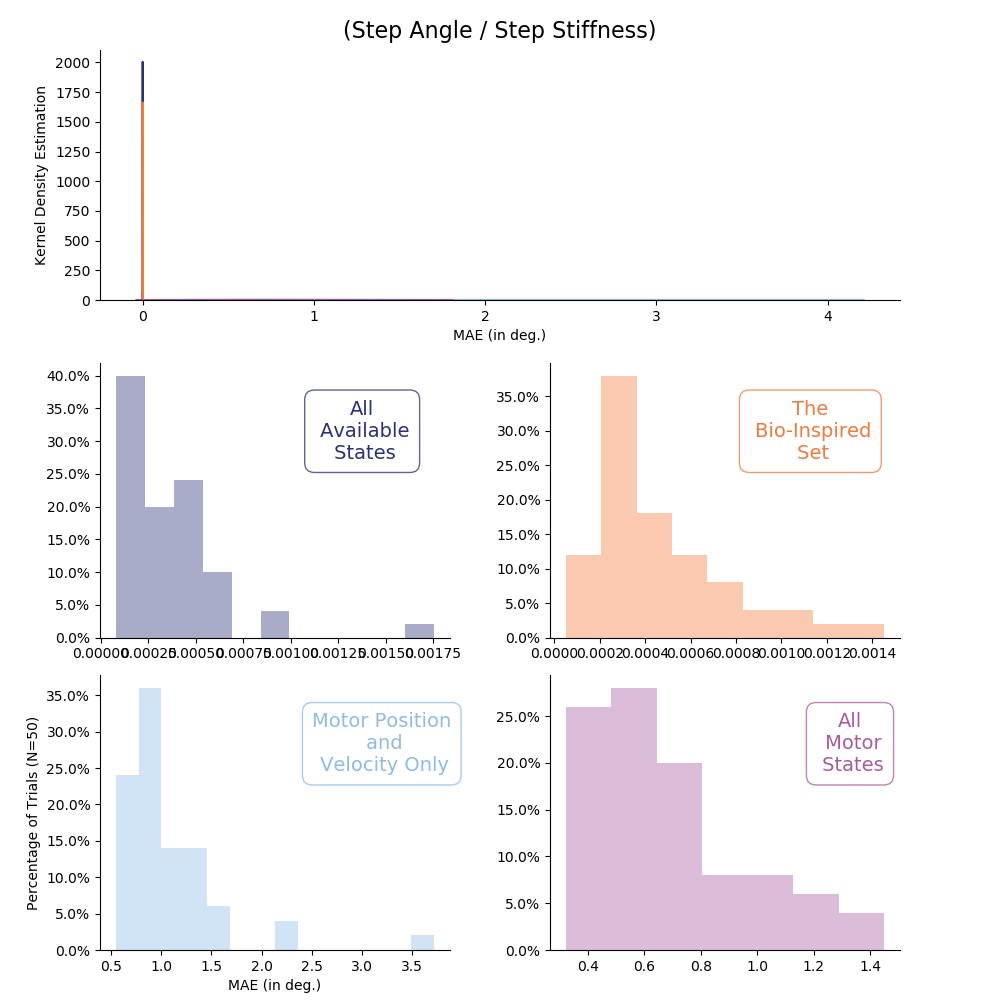 (Step Angle / Step Stiffness)
2000
1750
1500
1250
1000
750
500
250
0
Kernel Density Estimation
0 1 2 3 4
MAE (in deg.)
40.0%
35.0%
30.0%
25.0%
20.0%
15.0%
10.0%
5.0%
0.0%
All
Available
States
0.00000 0.00025 0.00050 0.00075 0.00100 0.00125 0.00150 0.00175
35.0%
30.0%
25.0%
20.0%
15.0%
10.0%
5.0%
0.0%
The
Bio-Inspired
Set
0.0000 0.0002 0.0004 0.0006 0.0008 0.0010 0.0012 0.0014
Percentage of Trials (N=50)
35.0%
30.0%
25.0%
20.0%
15.0%
10.0%
5.0%
0.0%
Motor Position
and
Velocity Only
0.5 1.0 1.5 2.0 2.5 3.0 3.5
MAE (in deg.)
25.0%
20.0%
15.0%
10.0%
5.0%
0.0%
All
Motor
States
0.4 0.6 0.8 1.0 1.2 1.4